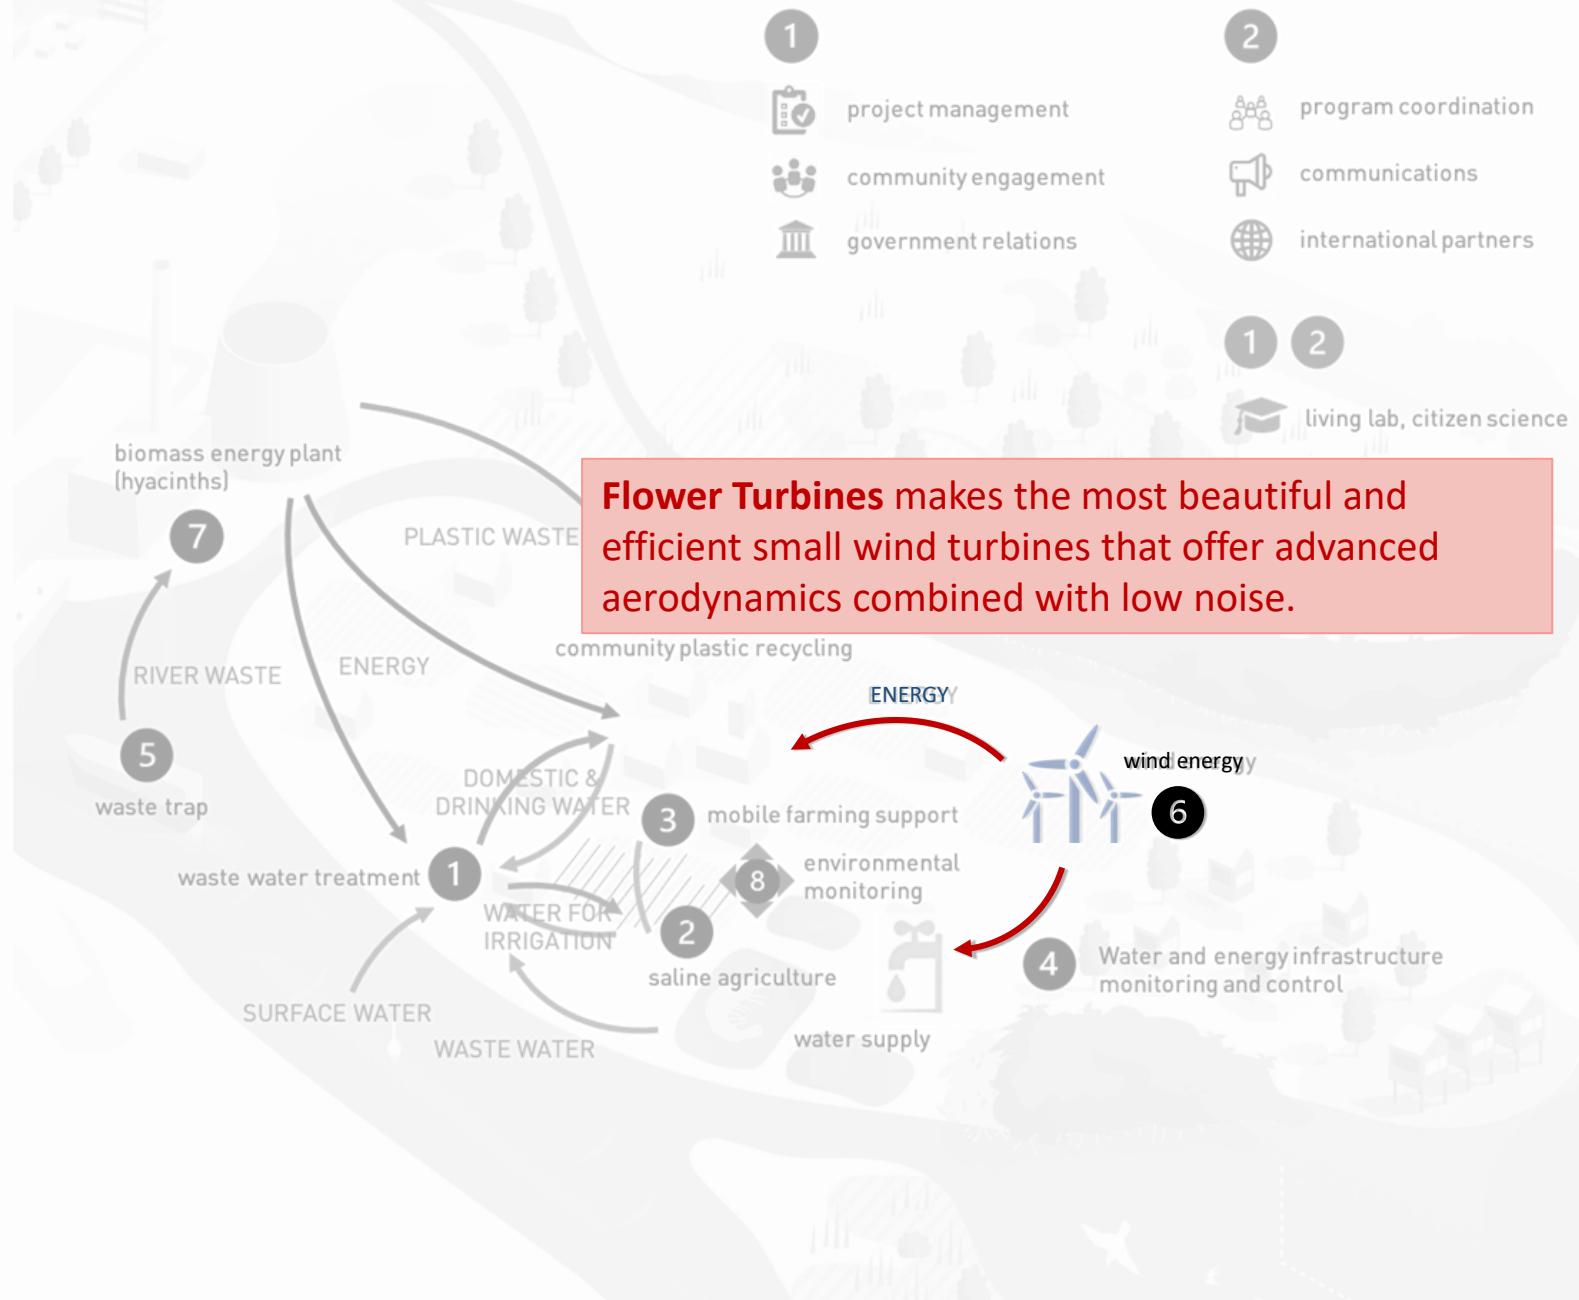 1
project management
community engagement
government relations
2
program coordination
communications
international partners
1 2
living lab, citizen science
biomass energy plant
(hyacinths)
7
PLASTIC WASTE
Flower Turbines makes the most beautiful and
efficient small wind turbines that offer advanced
aerodynamics combined with low noise.
community plastic recycling
RIVER WASTE
ENERGY
ENERGY
wind energy
6
5
waste trap
DOMESTIC &
DRINKING WATER
3
mobile farming support
waste water treatment
1
8
environmental
monitoring
WATER FOR
IRRIGATION
2
saline agriculture
4
Water and energy infrastructure
monitoring and control
SURFACE WATER
WASTE WATER
water supply